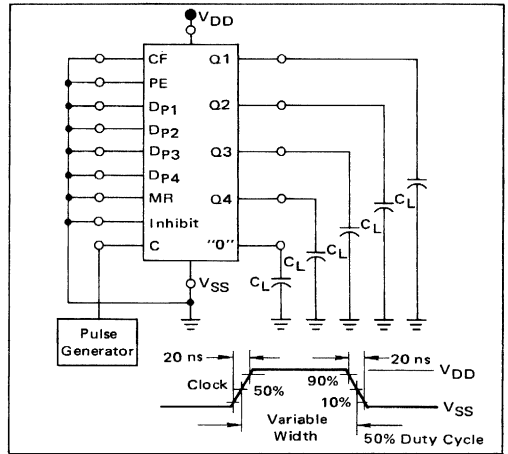 VDD
CF Q1
PE
DP1 Q2
DP2
DP3 Q3
DP4
MR Q4
Inhibit
C "0"
CL CL CL CL CL
VSS
Pulse
Generator
20 ns 20 ns
VDD
Clock 50% 90%
10% VSS
Variable
Width
50% Duty Cycle